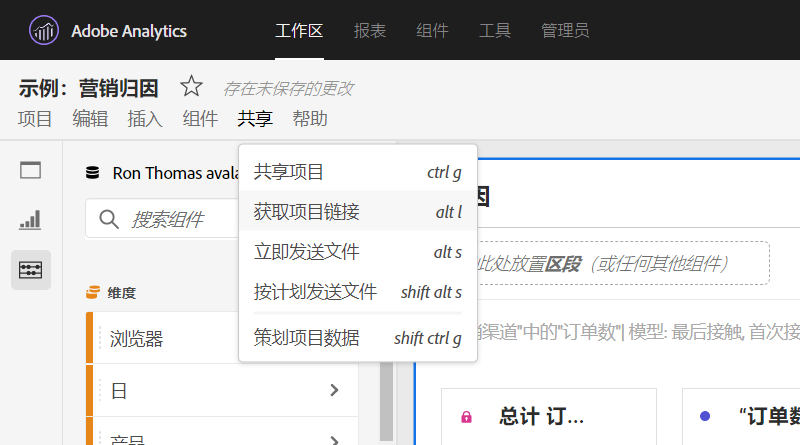 Adobe Analytics 工作区 报表 组件 工具 管理员
示例：营销归因 存在未保存的更改
项目 编辑 插入 组件 共享 帮助
Ron Thomas avala
搜索组件
维度
浏览器
日
产品
共享项目 ctrl g
获取项目链接 alt l
立即发送文件 alt s
按计划发送文件 shift alt s
策划项目数据 shift ctrl g
因
此处放置区段（或任何其他组件）
销渠道"中的"订单数"| 模型: 最后接触, 首次接
总计 订...
“订单数